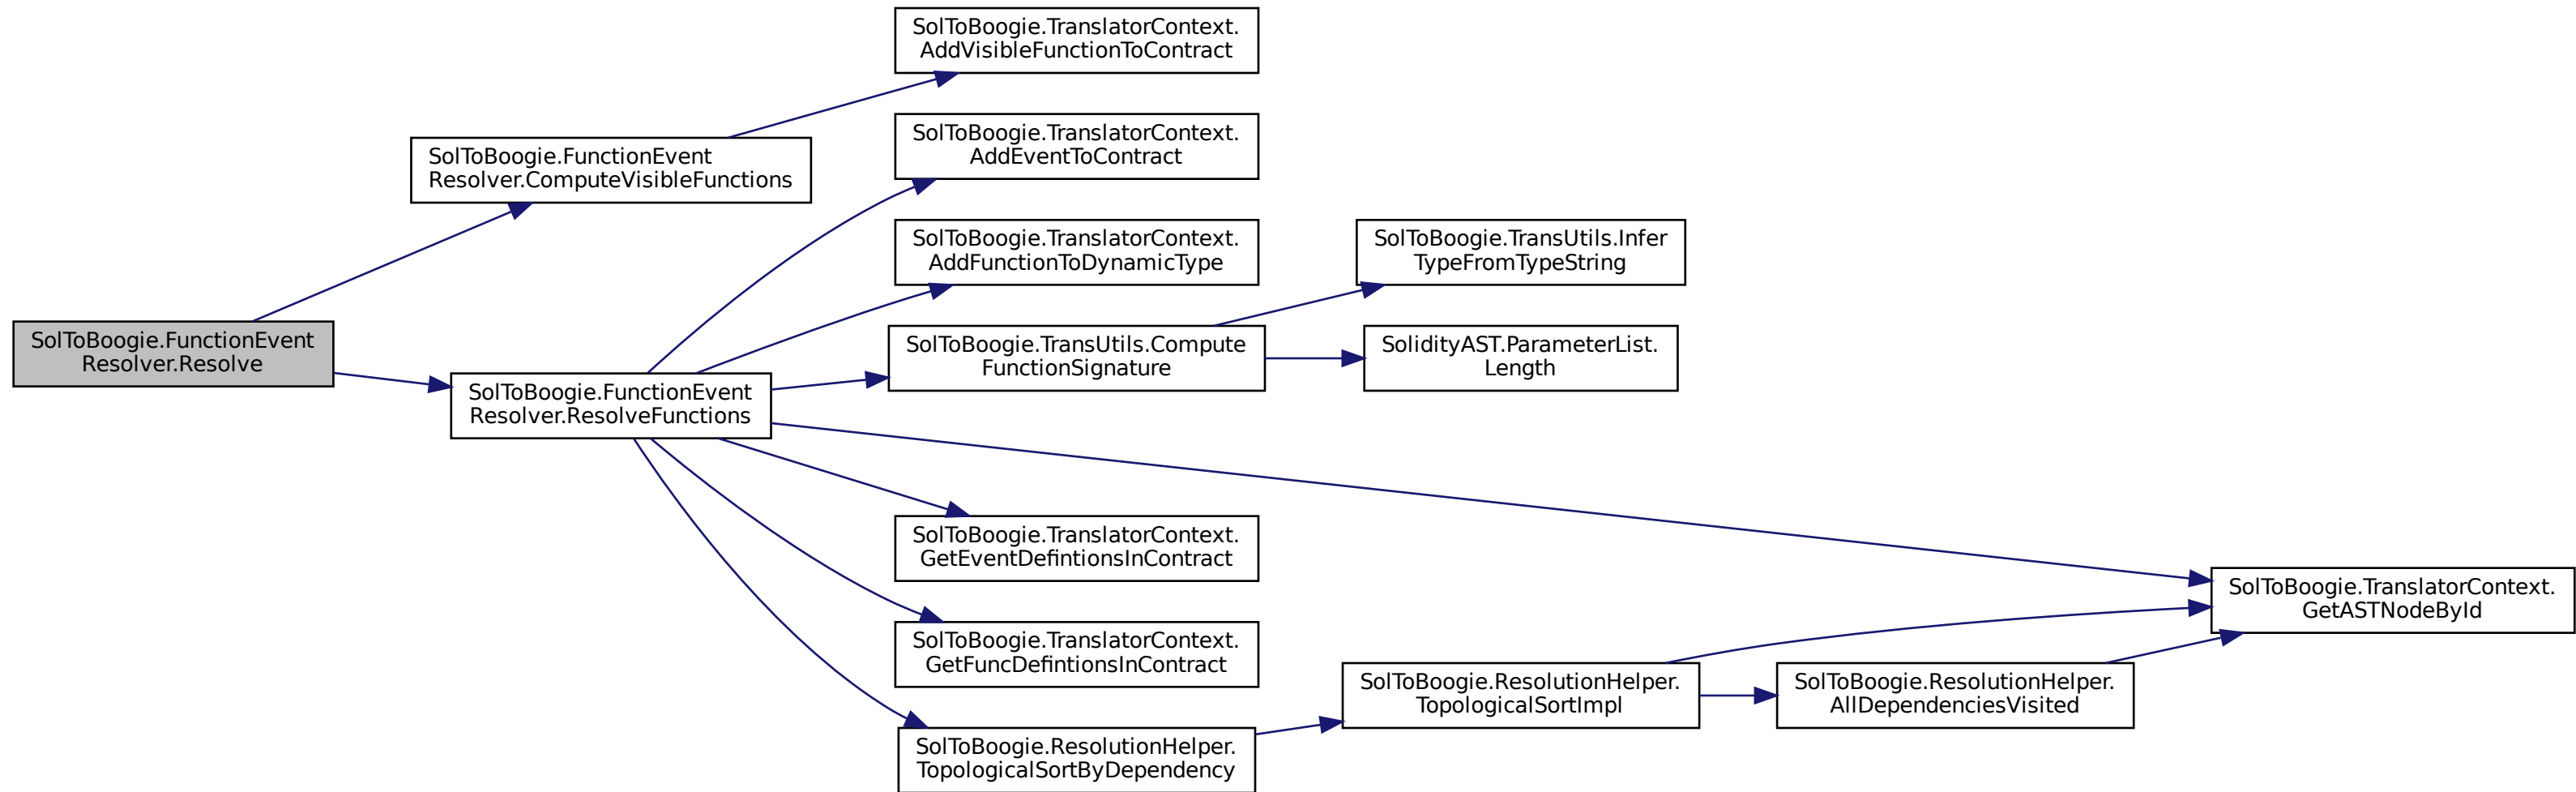 SolToBoogie.TranslatorContext.
AddVisibleFunctionToContract
SolToBoogie.TranslatorContext.
AddEventToContract
SolToBoogie.FunctionEvent
Resolver.ComputeVisibleFunctions
SolToBoogie.TranslatorContext.
AddFunctionToDynamicType
SolToBoogie.TransUtils.Infer
TypeFromTypeString
SolToBoogie.FunctionEvent
Resolver.Resolve
SolToBoogie.TransUtils.Compute
FunctionSignature
SolidityAST.ParameterList.
Length
SolToBoogie.FunctionEvent
Resolver.ResolveFunctions
SolToBoogie.TranslatorContext.
GetEventDefintionsInContract
SolToBoogie.TranslatorContext.
GetASTNodeById
SolToBoogie.TranslatorContext.
GetFuncDefintionsInContract
SolToBoogie.ResolutionHelper.
TopologicalSortImpl
SolToBoogie.ResolutionHelper.
AllDependenciesVisited
SolToBoogie.ResolutionHelper.
TopologicalSortByDependency